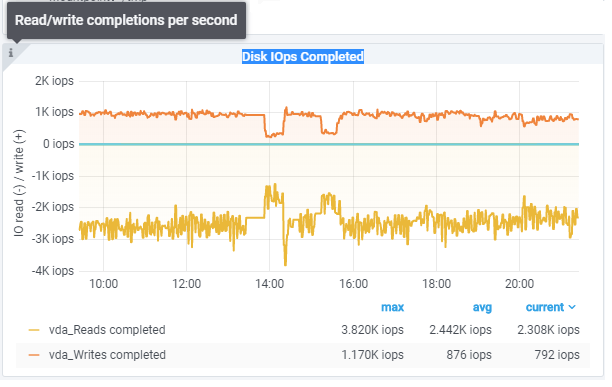 Read/write completions per second
i
Disk IOps Completed
IO read (-) / write (+)
2K iops
1K iops
0 iops
-1K iops
-2K iops
-3K iops
-4K iops
10:00 12:00 14:00 16:00 18:00 20:00
max avg current
vda_Reads completed 3.820K iops 2.442K iops 2.308K iops
vda_Writes completed 1.170K iops 876 iops 792 iops